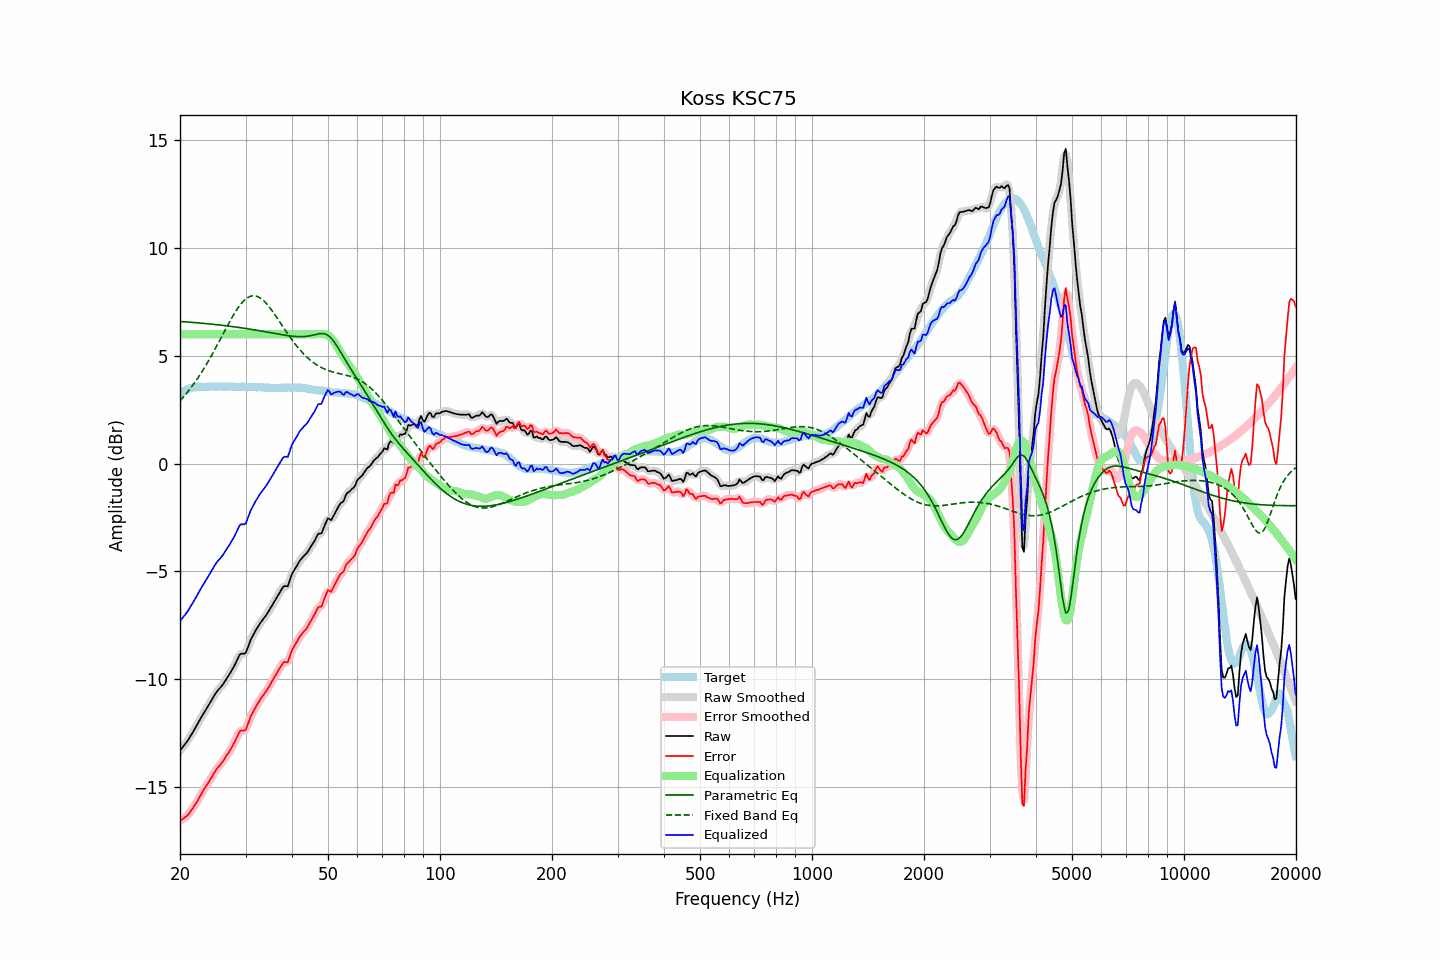 Koss KSC75
Amplitude (dBr)
15
10
5
0
−5
−10
−15
Target
Raw Smoothed
Error Smoothed
Raw
Error
Equalization
Parametric Eq
Fixed Band Eq
Equalized
20 50 100 200 500 1000 2000 5000 10000 20000
Frequency (Hz)